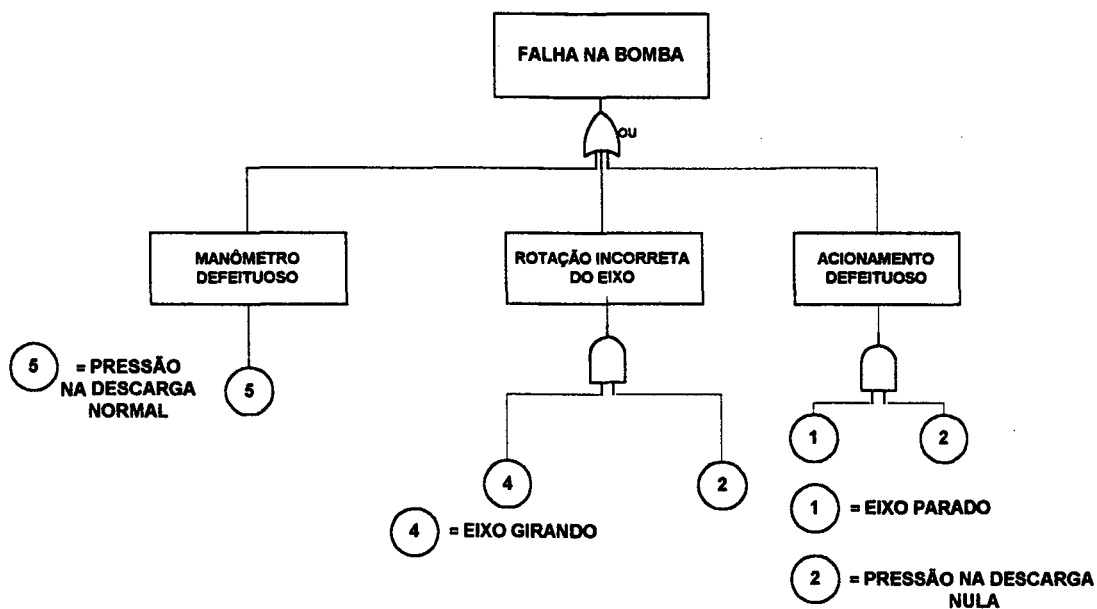 FALHA NA BOMBA
OU
MANÔMETRO
DEFEITUOSO
ROTAÇÃO INCORRETA
DO EIXO
ACIONAMENTO
DEFEITUOSO
5
= PRESSÃO
NA DESCARGA
NORMAL
5
4
2
1
2
4
= EIXO GIRANDO
1
= EIXO PARADO
2
= PRESSÃO NA DESCARGA
NULA